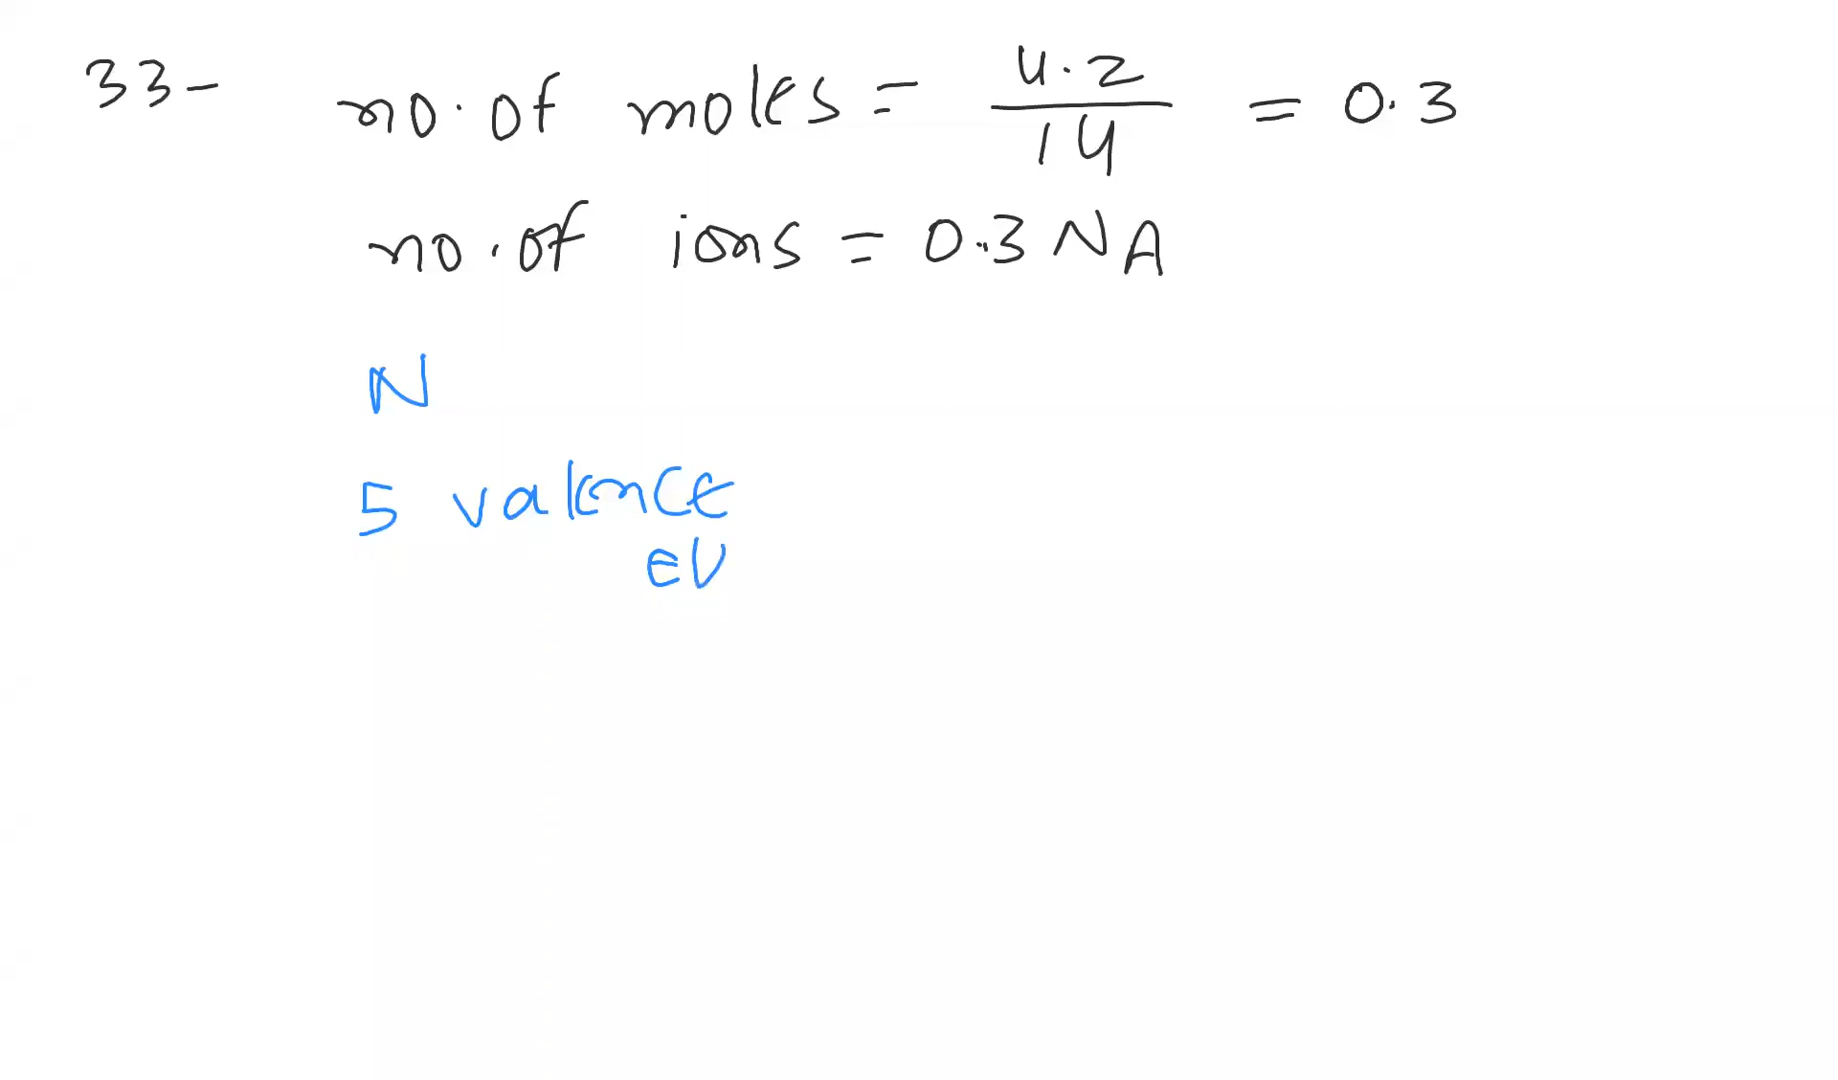 33- no. of moles = 4.2/14 = 0.3
no. of ions = 0.3 NA
N
5 valence
eV